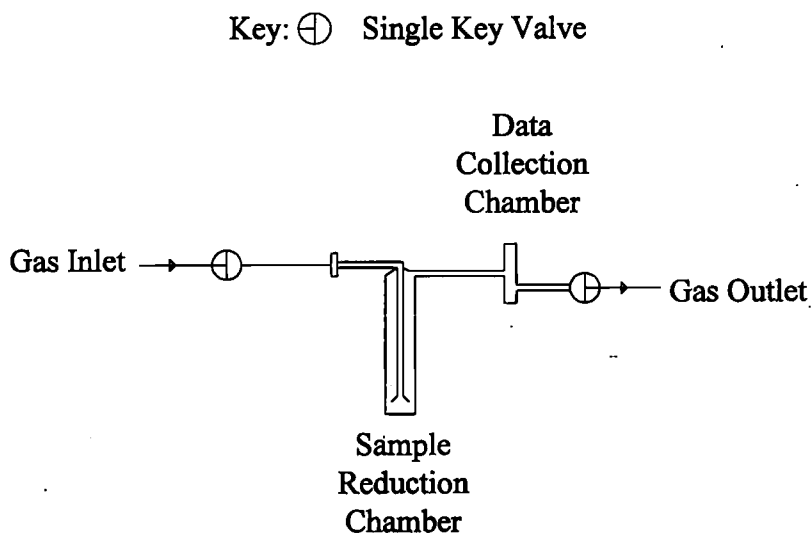 Key: Single Key Valve
Data
Collection
Chamber
Gas Inlet
Gas Outlet
Sample
Reduction
Chamber